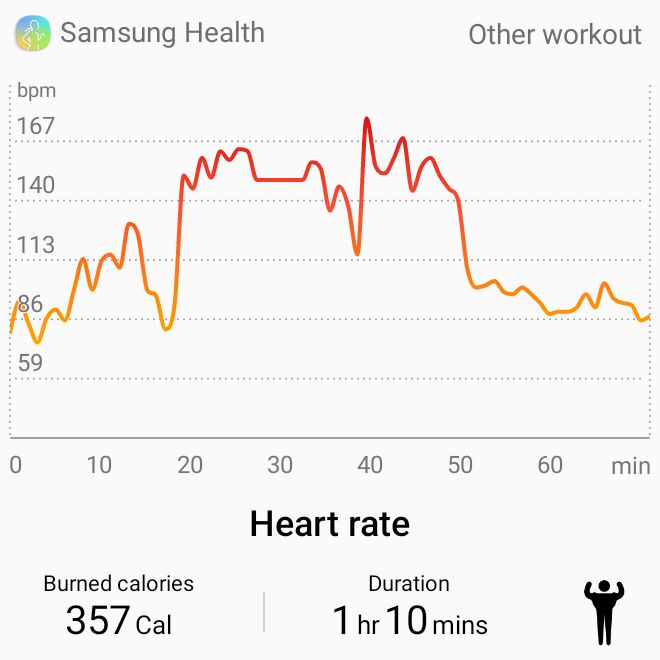 Samsung Health
Other workout
bpm
167
140
113
86
59
0 10 20 30 40 50 60 min
Heart rate
Burned calories
357 Cal
Duration
1 hr 10 mins